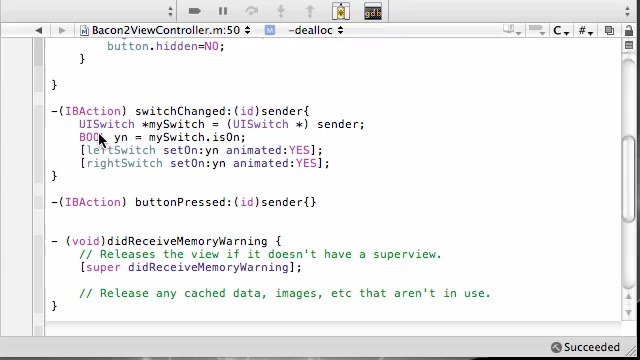 gdb
Bacon2ViewController.m:50 -dealloc C #
button.hidden=NO;
}
}
-(IBAction) switchChanged:(id)sender{
UISwitch *mySwitch = (UISwitch *) sender;
BOOL yn = mySwitch.isOn;
[leftSwitch setOn:yn animated:YES];
[rightSwitch setOn:yn animated:YES];
}
-(IBAction) buttonPressed:(id)sender{}
- (void)didReceiveMemoryWarning {
// Releases the view if it doesn't have a superview.
[super didReceiveMemoryWarning];
// Release any cached data, images, etc that aren't in use.
}
Succeeded